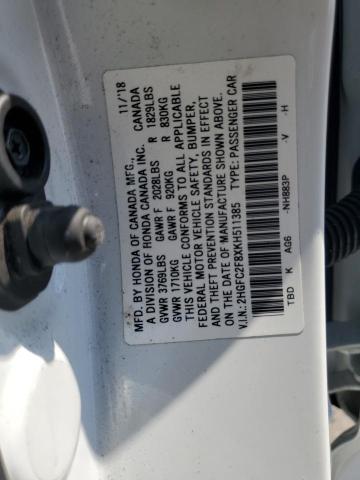 MFD. BY HONDA OF CANADA MFG., 11/'18
A DIVISION OF HONDA CANADA INC. CANADA
GVWR 3769LBS GAWR F 2028LBS R 1829LBS
GVWR 1710KG GAWR F 920KG R 830KG
THIS VEHICLE CONFORMS TO ALL APPLICABLE
FEDERAL MOTOR VEHICLE SAFETY, BUMPER,
AND THEFT PREVENTION STANDARDS IN EFFECT
ON THE DATE OF MANUFACTURE SHOWN ABOVE.
V.I.N.: 2HGFC2F8XKH511385 TYPE: PASSENGER CAR
TBD K AG6 -NH883P -V -H